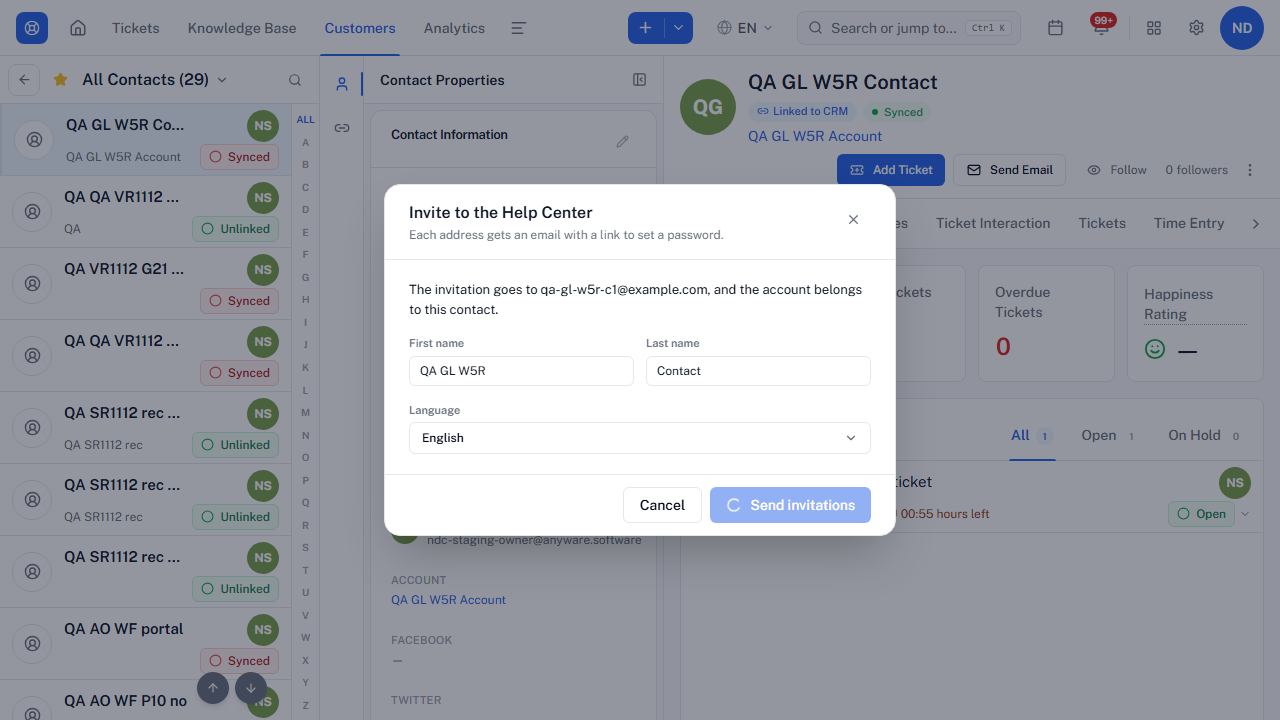 Tickets
Knowledge Base
Customers
Analytics
EN
Search or jump to...
Ctrl K
99+
ND
All Contacts (29)
QA GL W5R Co...
NS
QA GL W5R Account
Synced
QA QA VR1112 ...
NS
QA
Unlinked
QA VR1112 G21 ...
NS
Synced
QA QA VR1112 ...
NS
Synced
QA SR1112 rec ...
NS
QA SR1112 rec
Unlinked
QA SR1112 rec ...
NS
QA SR1112 rec
Unlinked
QA SR1112 rec ...
NS
Unlinked
QA AO WF portal
NS
Synced
QA AO WF P10 no
NS
ALL
A
B
C
D
E
F
G
H
I
J
K
L
M
N
O
P
Q
R
S
T
U
V
W
X
Y
Z
Contact Properties
Contact Information
ndc-staging-owner@anyware.software
ACCOUNT
QA GL W5R Account
FACEBOOK
—
TWITTER
QG
QA GL W5R Contact
Linked to CRM
Synced
QA GL W5R Account
Add Ticket
Send Email
Follow
0 followers
Ticket Interaction
Tickets
Time Entry
Overdue
Tickets
0
Happiness
Rating
—
All 1
Open 1
On Hold 0
ticket
NS
00:55 hours left
Open
Invite to the Help Center
Each address gets an email with a link to set a password.
The invitation goes to qa-gl-w5r-c1@example.com, and the account belongs
to this contact.
First name
Last name
QA GL W5R
Contact
Language
English
Cancel
Send invitations